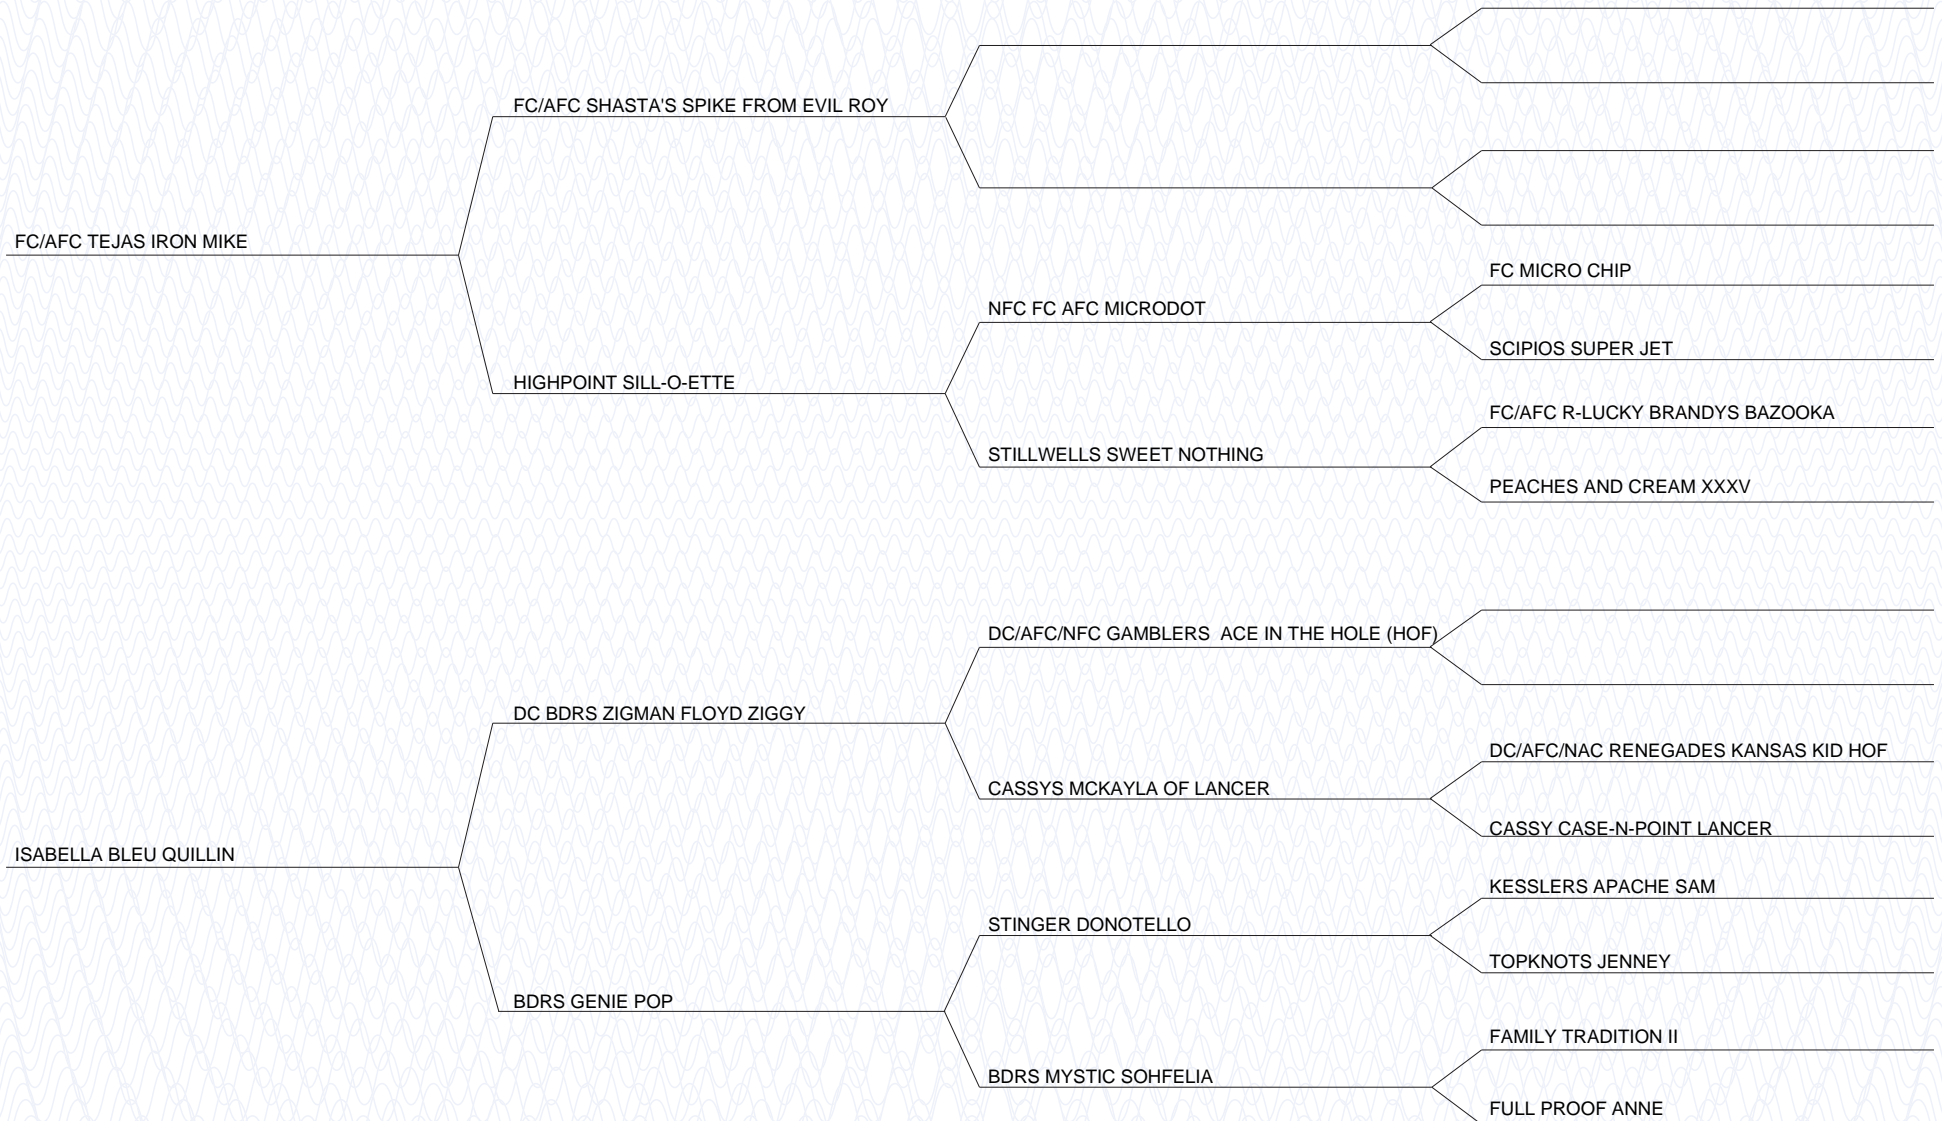 FC/AFC SHASTA'S SPIKE FROM EVIL ROY
FC/AFC TEJAS IRON MIKE
FC MICRO CHIP
NFC FC AFC MICRODOT
SCIPIOS SUPER JET
HIGHPOINT SILL-O-ETTE
FC/AFC R-LUCKY BRANDYS BAZOOKA
STILLWELLS SWEET NOTHING
PEACHES AND CREAM XXXV
DC/AFC/NFC GAMBLERS  ACE IN THE HOLE (HOF)
DC BDRS ZIGMAN FLOYD ZIGGY
DC/AFC/NAC RENEGADES KANSAS KID HOF
CASSYS MCKAYLA OF LANCER
CASSY CASE-N-POINT LANCER
ISABELLA BLEU QUILLIN
KESSLERS APACHE SAM
STINGER DONOTELLO
TOPKNOTS JENNEY
BDRS GENIE POP
FAMILY TRADITION II
BDRS MYSTIC SOHFELIA
FULL PROOF ANNE